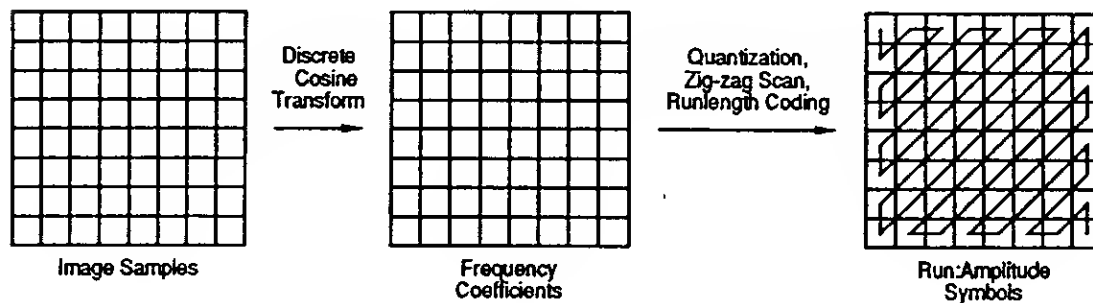 Discrete
Cosine
Transform
Quantization,
Zig-zag Scan,
Runlength Coding
Image Samples
Frequency
Coefficients
Run:Amplitude
Symbols